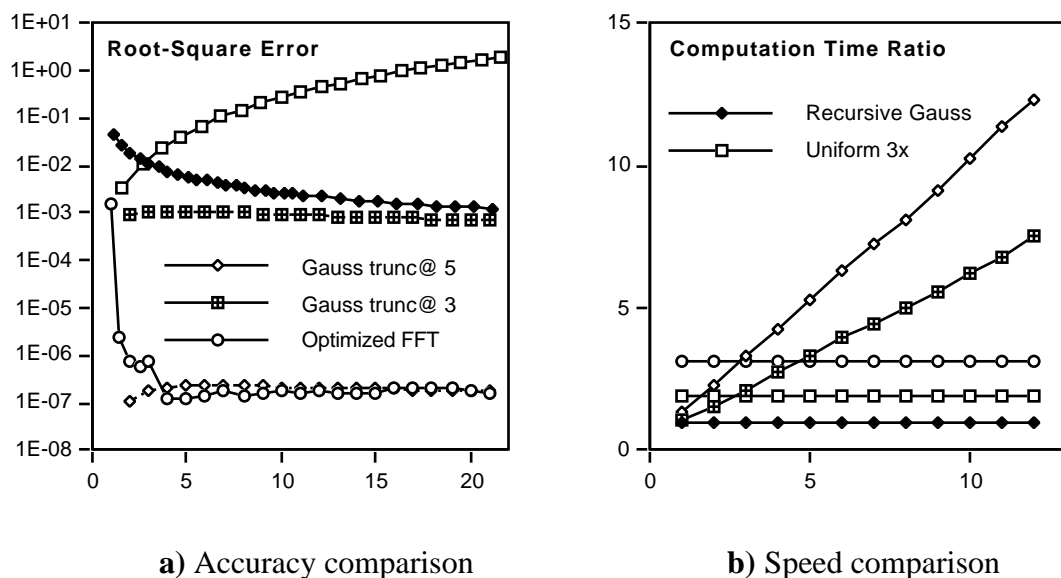 Root-Square Error
1E+01
1E+00
1E-01
1E-02
1E-03
1E-04
1E-05
1E-06
1E-07
1E-08
Gauss trunc@ 5
Gauss trunc@ 3
Optimized FFT
0 5 10 15 20
a) Accuracy comparison
Computation Time Ratio
15
10
5
0
Recursive Gauss
Uniform 3x
0 5 10
b) Speed comparison